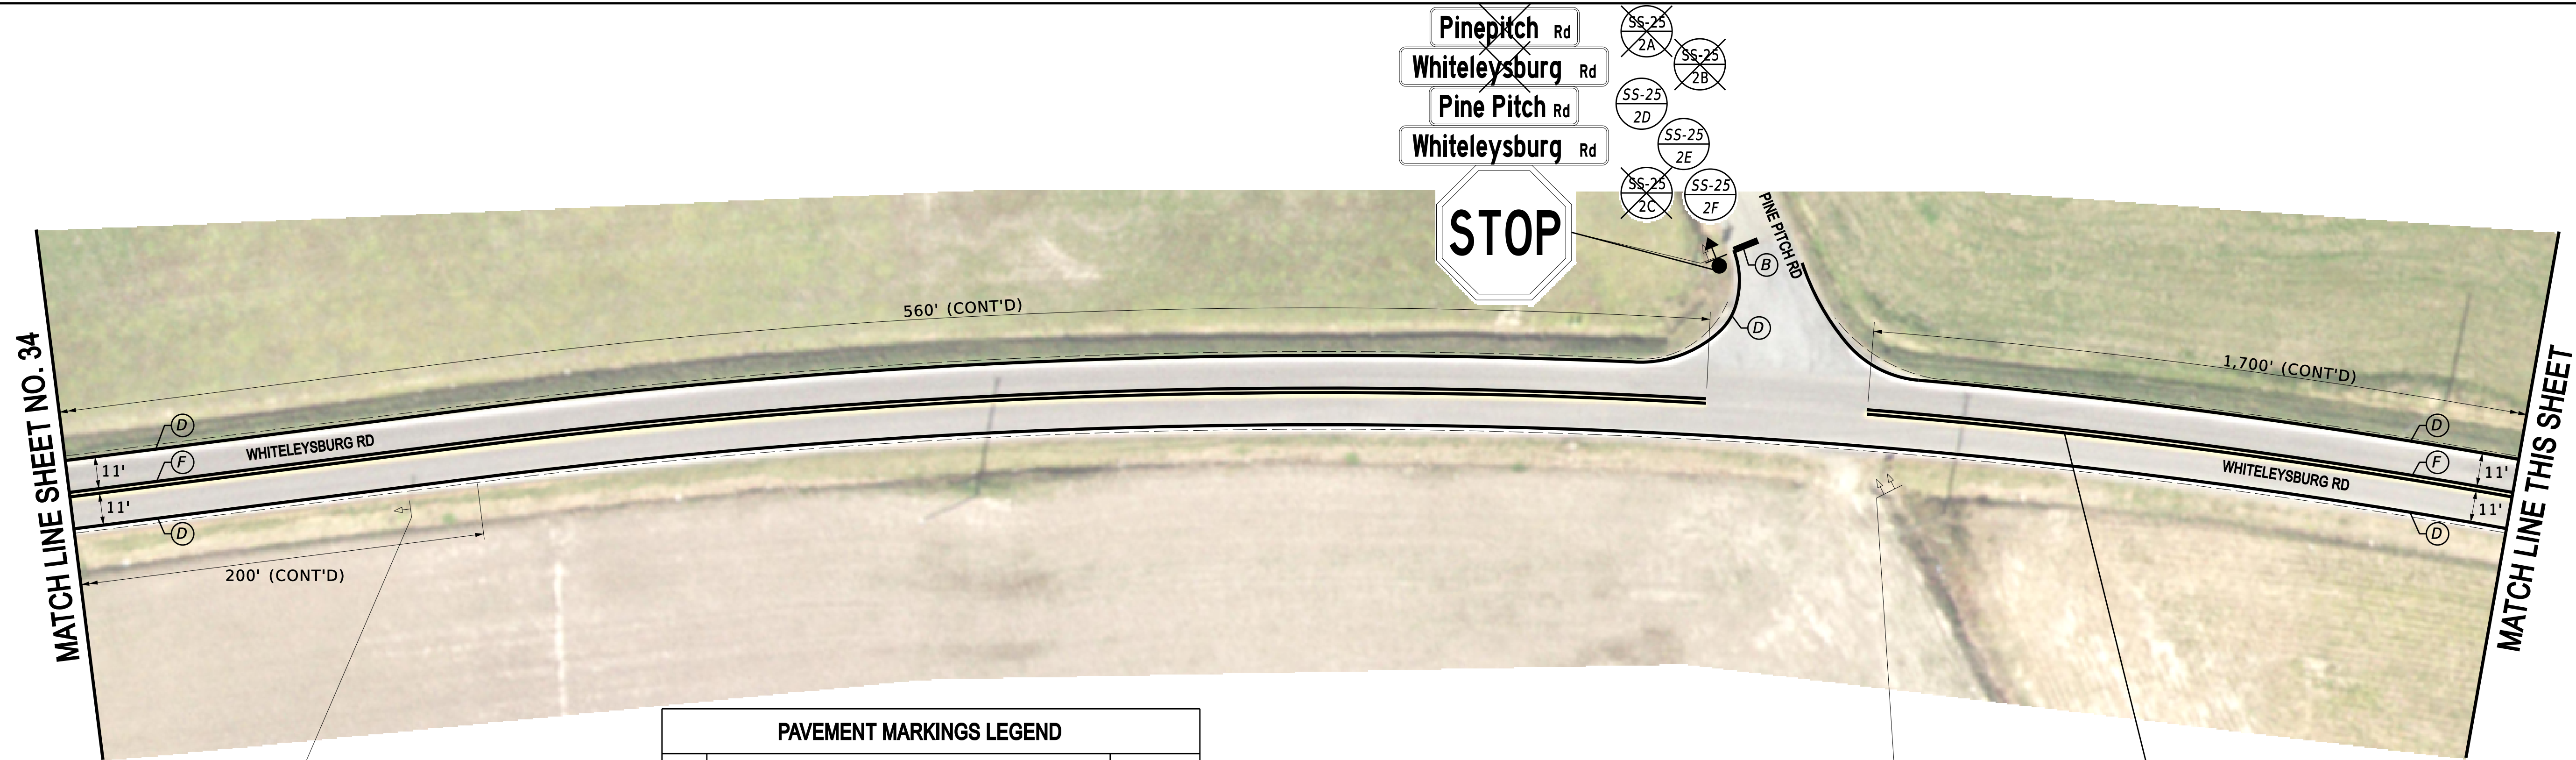 Pinepitch Rd
SS-25
2A
Whiteleysburg Rd
SS-25
2B
Pine Pitch Rd
SS-25
2D
Whiteleysburg Rd
SS-25
2E
STOP
SS-25
2C
SS-25
2F
PINE PITCH RD
B
D
560' (CONT'D)
1,700' (CONT'D)
MATCH LINE SHEET NO. 34
D
WHITELEYSBURG RD
F
11'
11'
D
200' (CONT'D)
D
F
WHITELEYSBURG RD
11'
11'
D
MATCH LINE THIS SHEET
PAVEMENT MARKINGS LEGEND